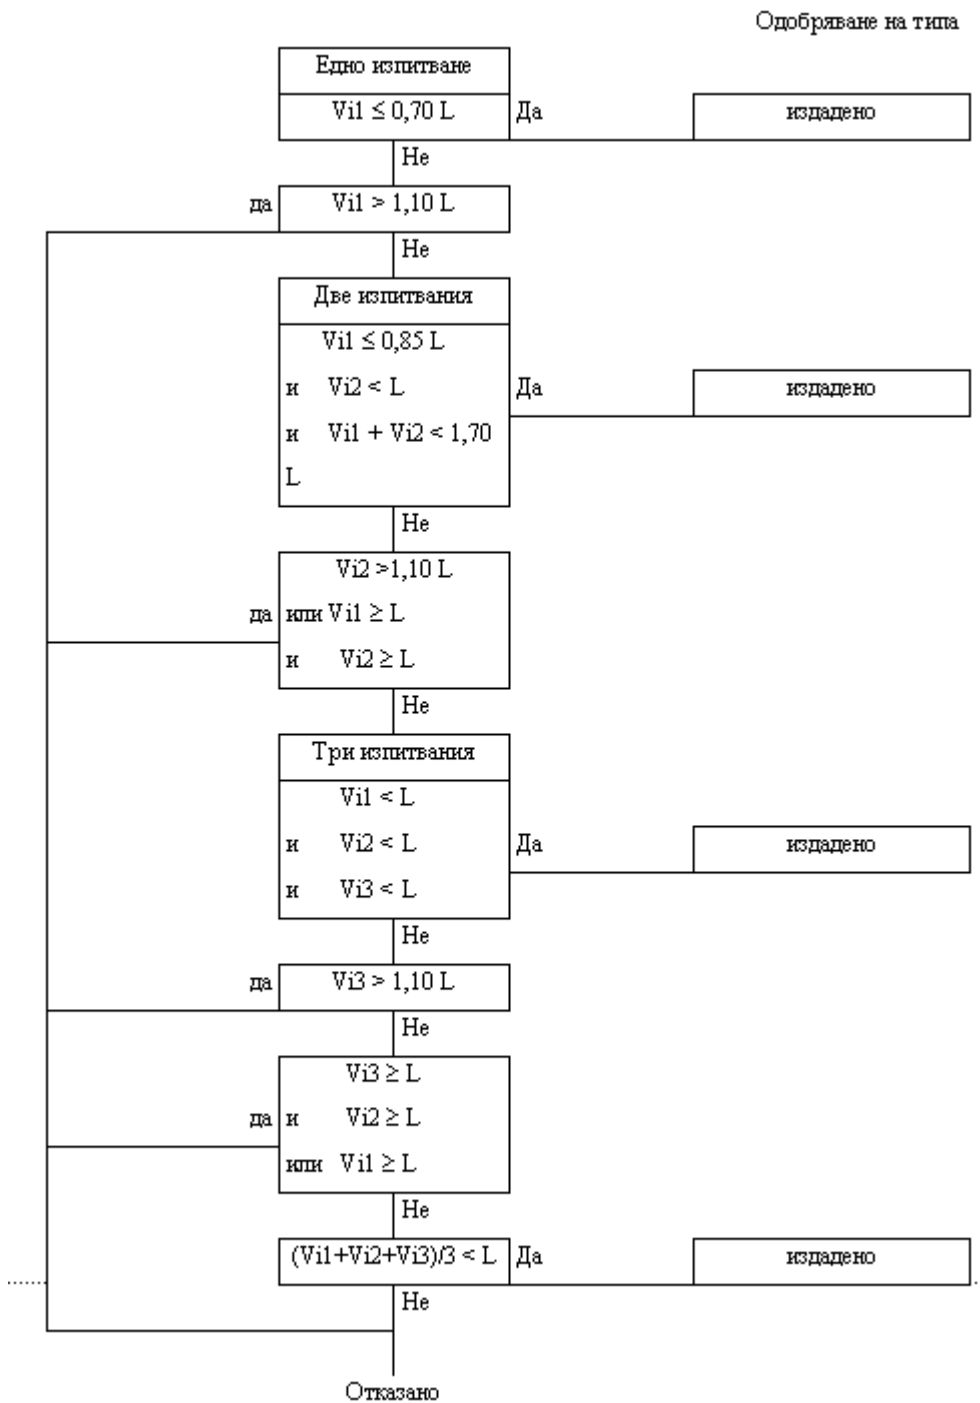 Одобряване на типа
Едно изпитване
Vi1 ≤ 0,70 L Да издадено
Не
да Vi1 > 1,10 L
Не
Две изпитвания
Vi1 ≤ 0,85 L
и Vi2 < L Да издадено
и Vi1 + Vi2 < 1,70
L
Не
Vi2 >1,10 L
да или Vi1 ≥ L
и Vi2 ≥ L
Не
Три изпитвания
Vi1 < L
и Vi2 < L Да издадено
и Vi3 < L
Не
да Vi3 > 1,10 L
Не
Vi3 ≥ L
да и Vi2 ≥ L
или Vi1 ≥ L
Не
(Vi1+Vi2+Vi3)/3 < L Да издадено
Не
Отказано